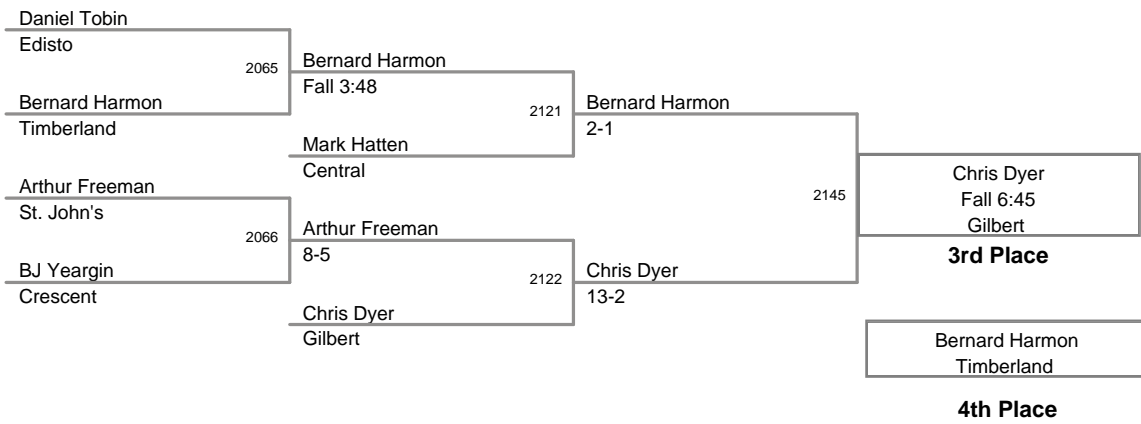 Daniel Tobin
Edisto
2065
Bernard Harmon
Timberland
Bernard Harmon
Fall 3:48
2121
Mark Hatten
Central
Bernard Harmon
2-1
Arthur Freeman
St. John's
2066
BJ Yeargin
Crescent
Arthur Freeman
8-5
2122
Chris Dyer
Gilbert
Chris Dyer
13-2
2145
Chris Dyer
Fall 6:45
Gilbert
3rd Place
Bernard Harmon
Timberland
4th Place